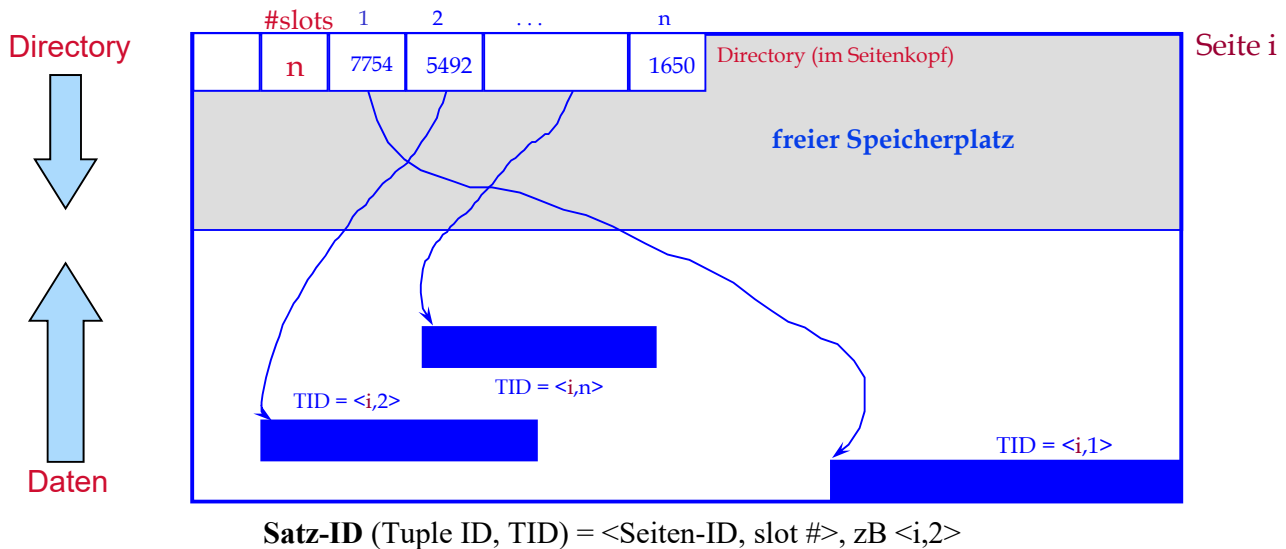 #slots 1 2 . . . n
Directory
n 7754 5492 1650
Directory (im Seitenkopf)
Seite i
freier Speicherplatz
TID = <i,n>
TID = <i,2>
TID = <i,1>
Daten
Satz-ID (Tuple ID, TID) = <Seiten-ID, slot #>, zB <i,2>